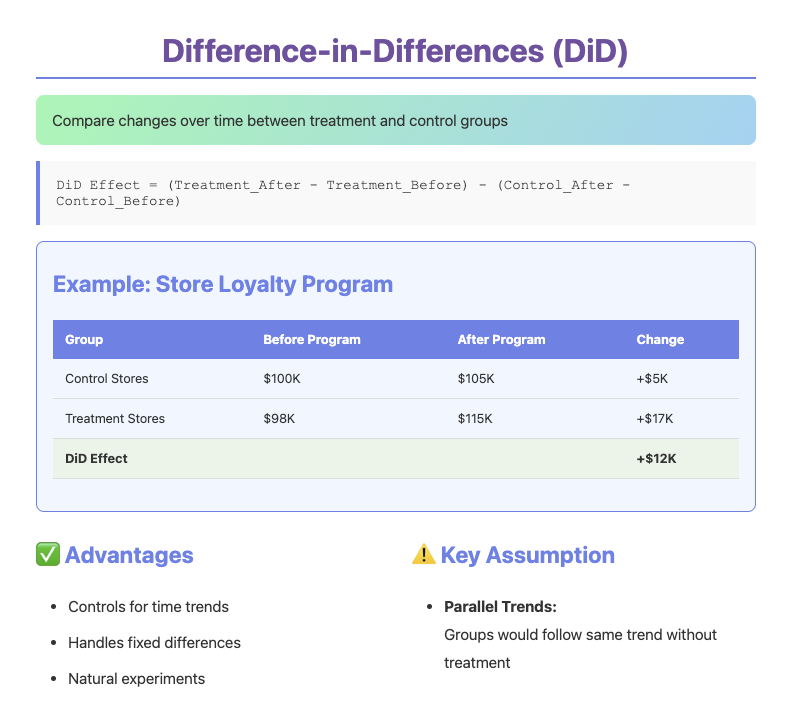 Difference-in-Differences (DiD)
Compare changes over time between treatment and control groups
DiD Effect = (Treatment_After - Treatment_Before) - (Control_After -
Control_Before)
Example: Store Loyalty Program
Group Before Program After Program Change
Control Stores $100K $105K +$5K
Treatment Stores $98K $115K +$17K
DiD Effect +$12K
✅ Advantages
• Controls for time trends
• Handles fixed differences
• Natural experiments
⚠️ Key Assumption
• Parallel Trends:
Groups would follow same trend without
treatment